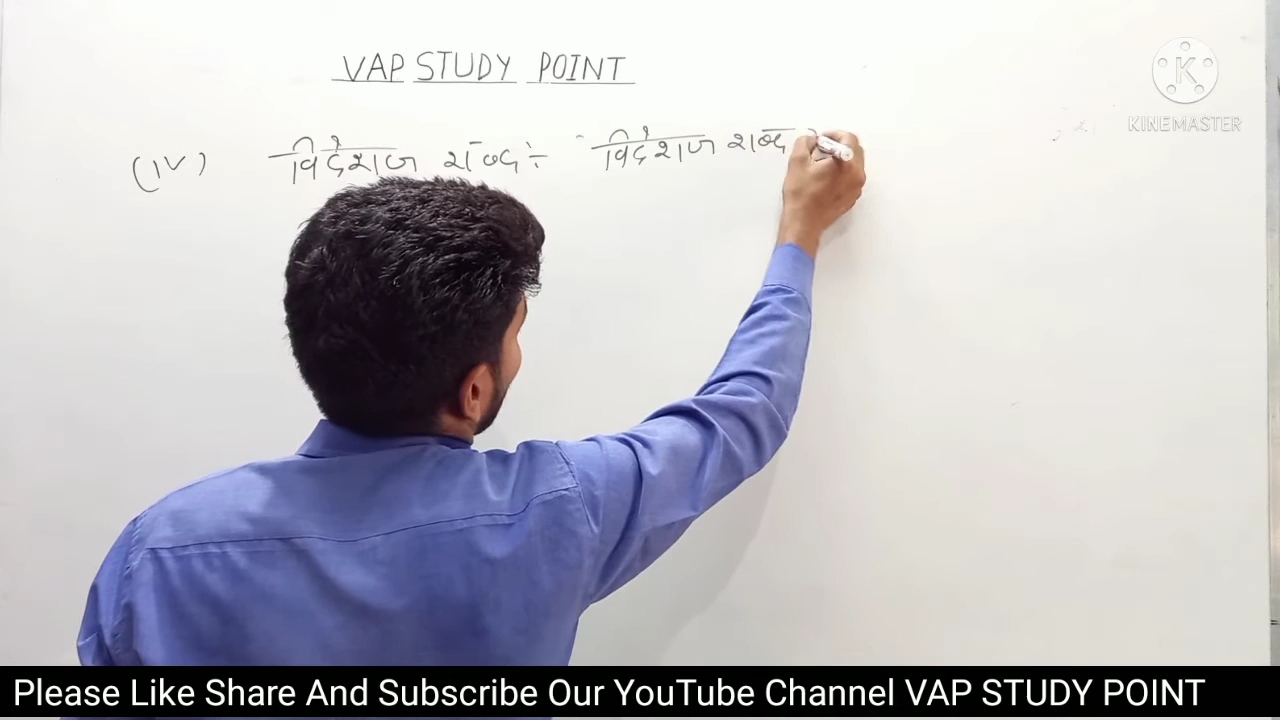 VAP STUDY POINT
KINEMASTER
(IV) विदेशज शब्द ÷ विदेशज शब्द
Please Like Share And Subscribe Our YouTube Channel VAP STUDY POINT